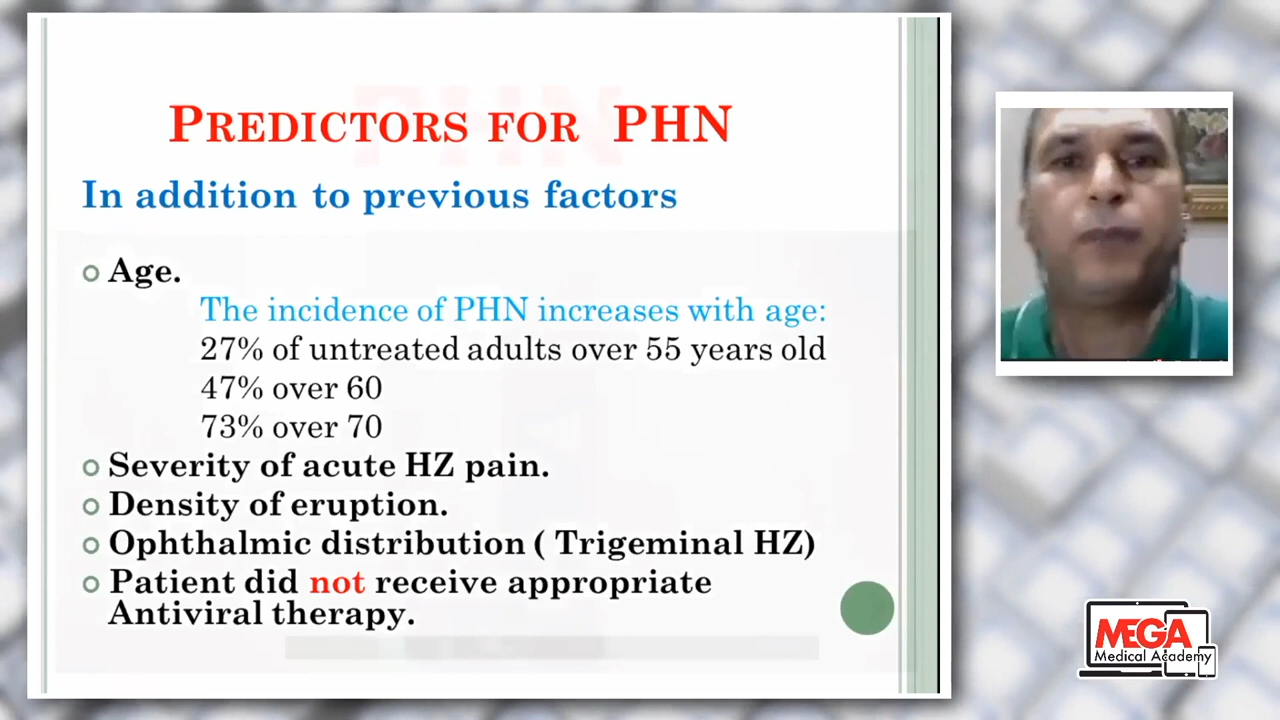 PREDICTORS FOR PHN
In addition to previous factors
Age.
The incidence of PHN increases with age:
27% of untreated adults over 55 years old
47% over 60
73% over 70
Severity of acute HZ pain.
Density of eruption.
Ophthalmic distribution ( Trigeminal HZ)
Patient did not receive appropriate
Antiviral therapy.
MEGA
Medical Academy